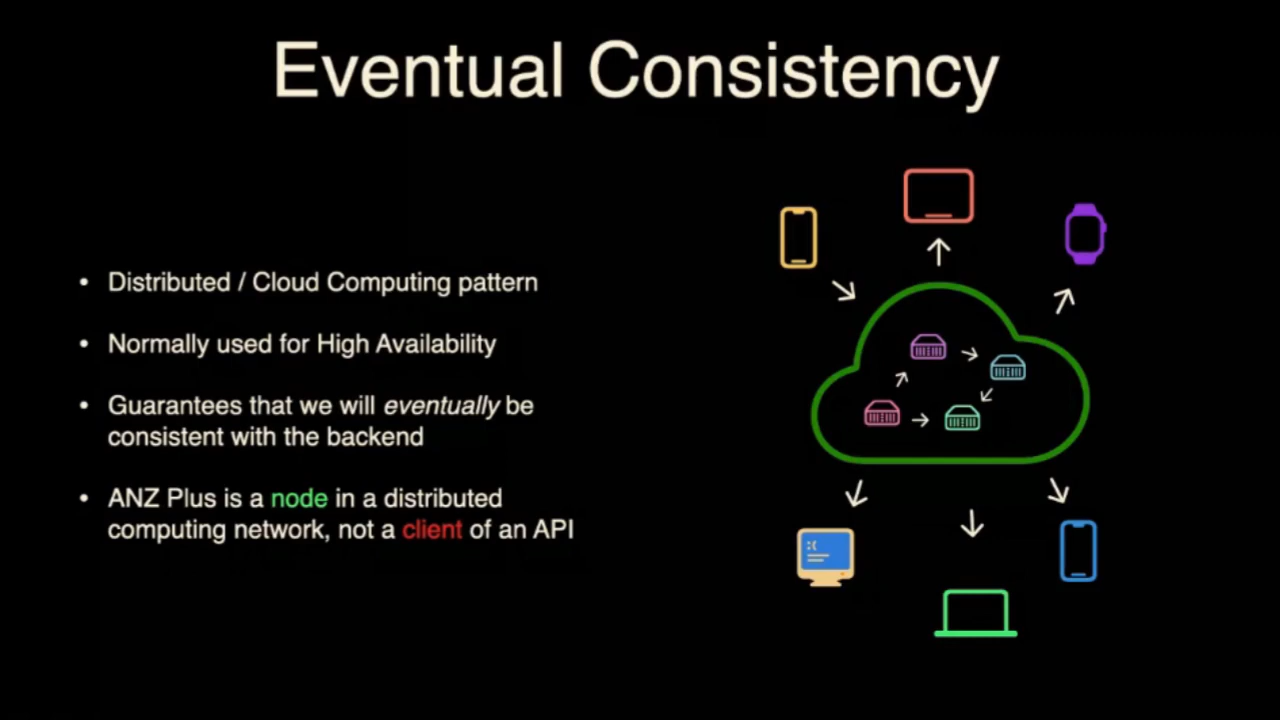 Eventual Consistency
• Distributed / Cloud Computing pattern
• Normally used for High Availability
• Guarantees that we will eventually be
consistent with the backend
• ANZ Plus is a node in a distributed
computing network, not a client of an API
:(